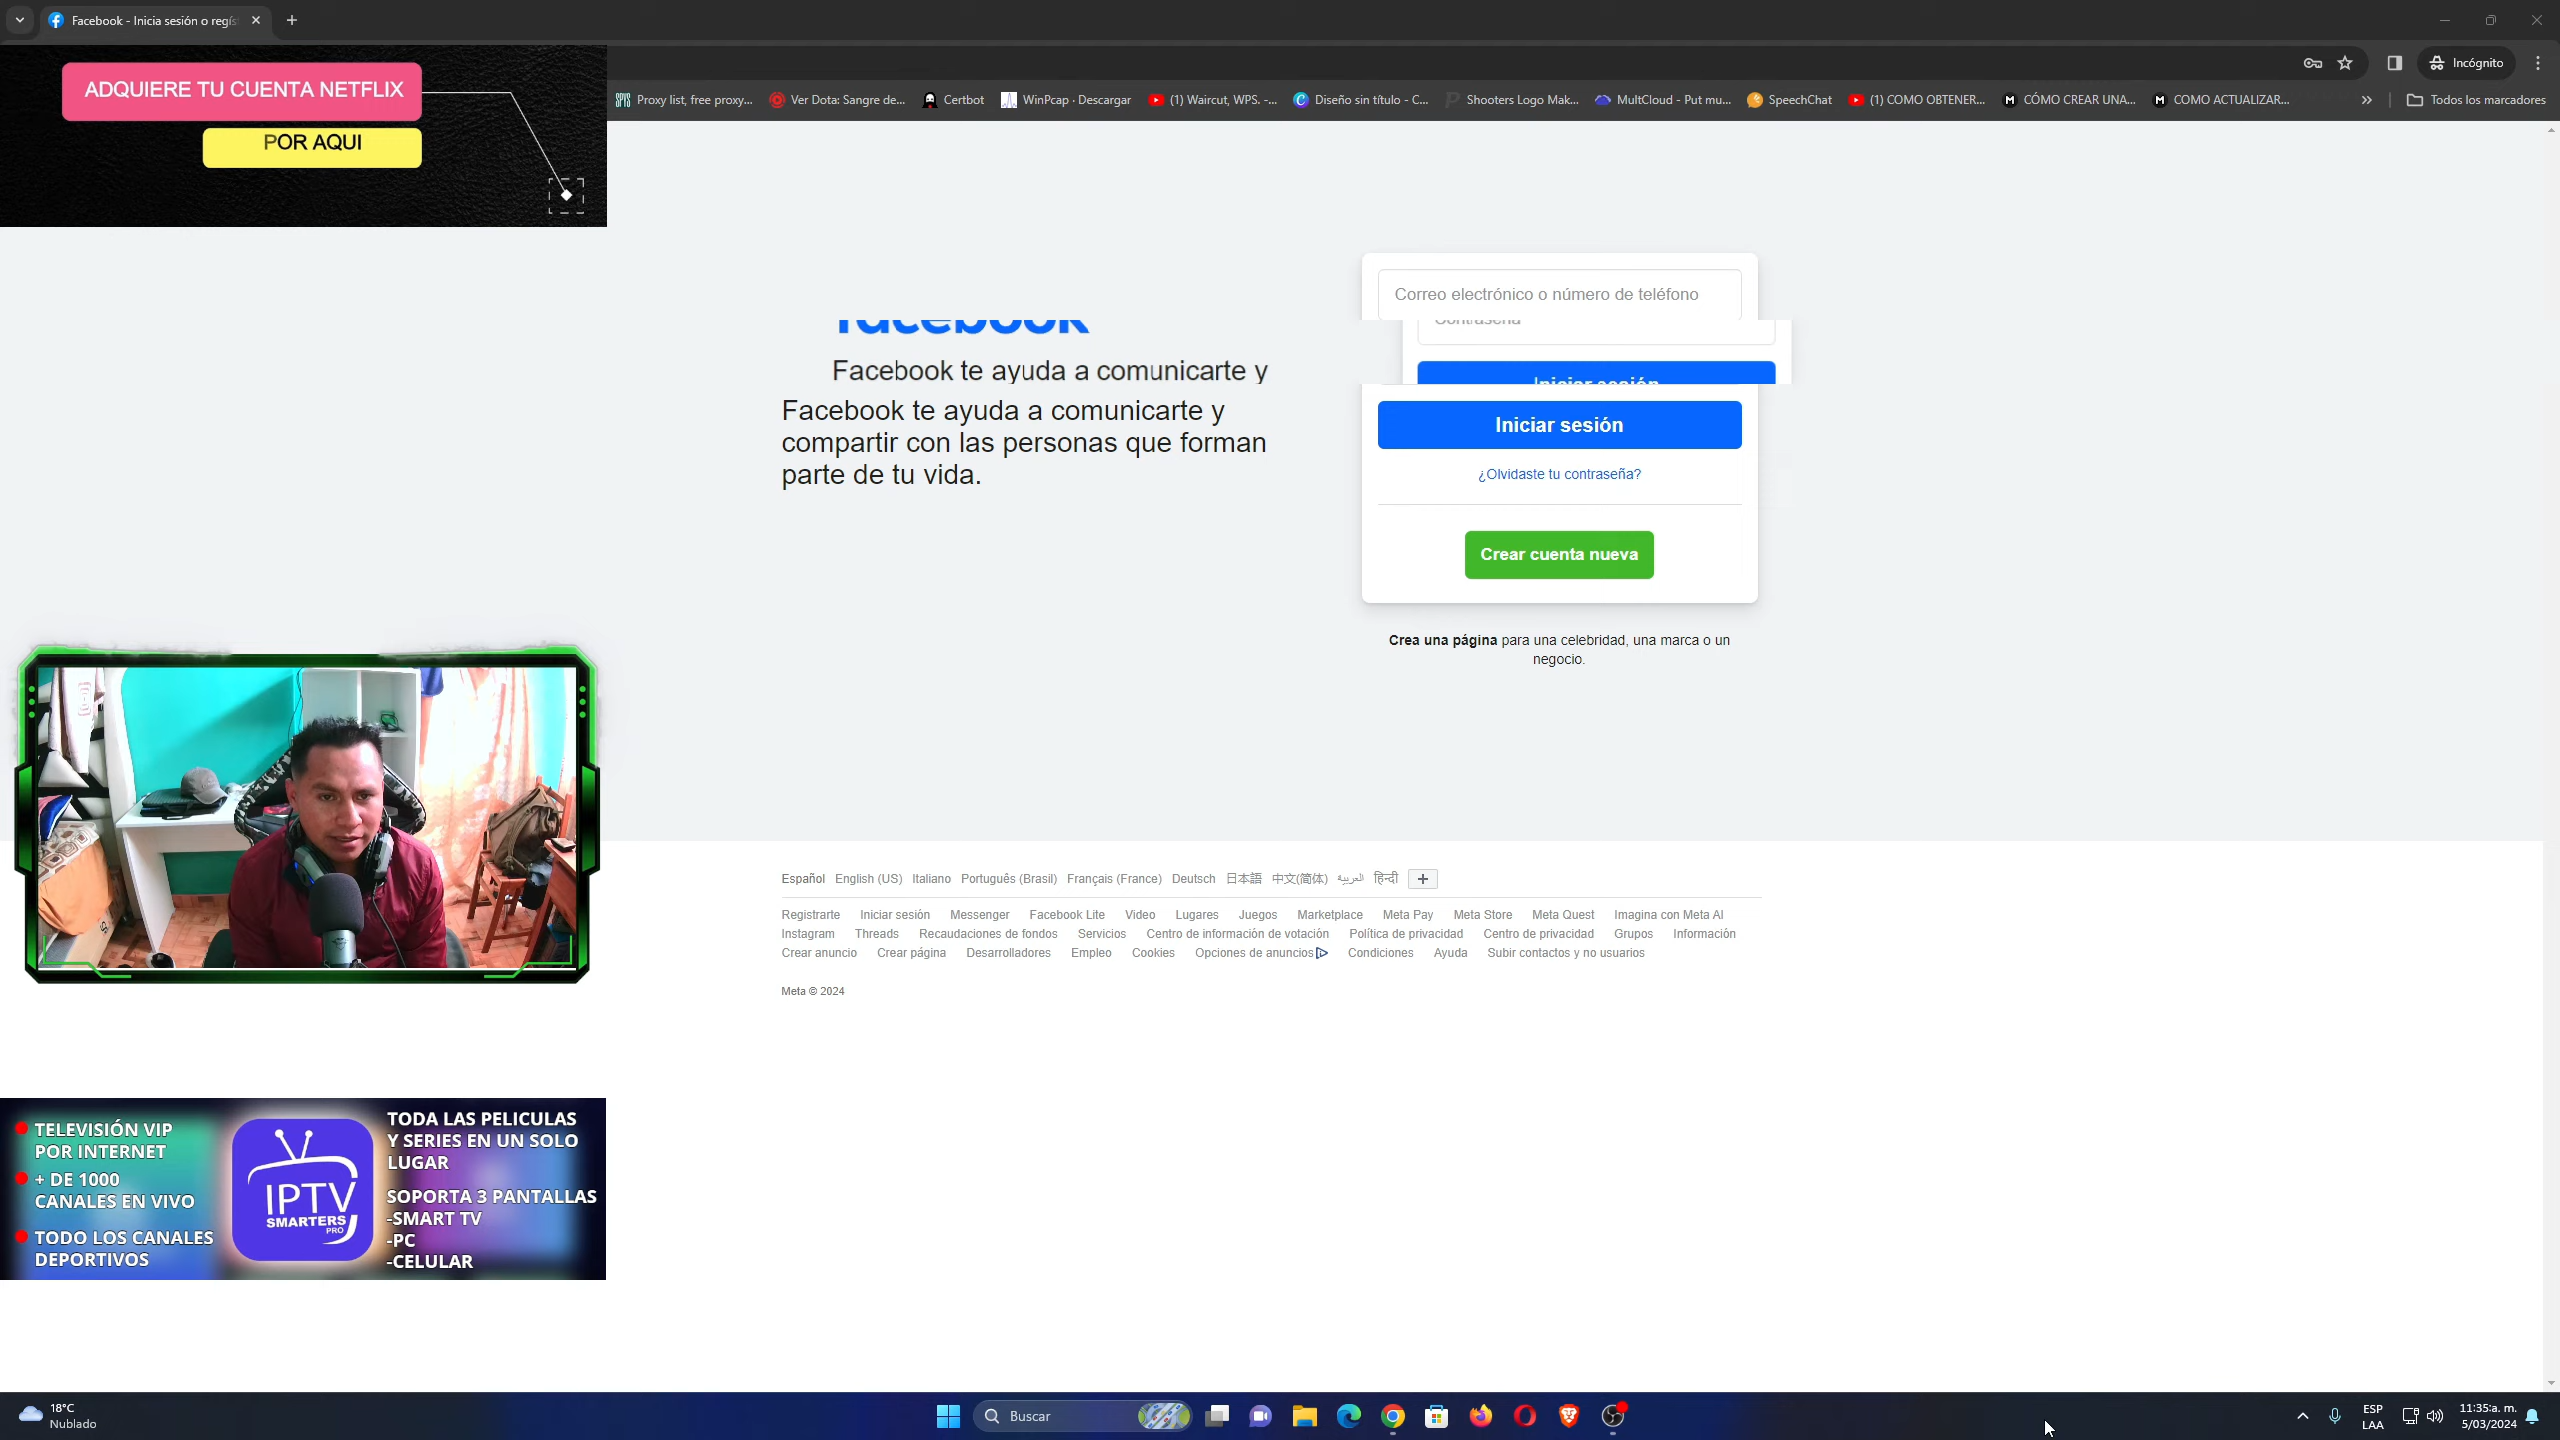 Facebook - Inicia sesión o regís
ADQUIERE TU CUENTA NETFLIX
POR AQUI
Incógnito
Proxy list, free proxy... Ver Dota: Sangre de... Certbot WinPcap · Descargar (1) Waircut, WPS. -... Diseño sin título - C... Shooters Logo Mak... MultCloud - Put mu... SpeechChat (1) COMO OBTENER... CÓMO CREAR UNA... COMO ACTUALIZAR... » Todos los marcadores
facebook
Facebook te ayuda a comunicarte y
Facebook te ayuda a comunicarte y
compartir con las personas que forman
parte de tu vida.
Correo electrónico o número de teléfono
Contraseña
Iniciar sesión
Iniciar sesión
¿Olvidaste tu contraseña?
Crear cuenta nueva
Crea una página para una celebridad, una marca o un
negocio.
Español English (US) Italiano Português (Brasil) Français (France) Deutsch 日本語 中文(简体) العربية हिन्दी +
Registrarte Iniciar sesión Messenger Facebook Lite Video Lugares Juegos Marketplace Meta Pay Meta Store Meta Quest Imagina con Meta AI
Instagram Threads Recaudaciones de fondos Servicios Centro de información de votación Política de privacidad Centro de privacidad Grupos Información
Crear anuncio Crear página Desarrolladores Empleo Cookies Opciones de anuncios Condiciones Ayuda Subir contactos y no usuarios
Meta © 2024
TELEVISIÓN VIP
POR INTERNET
+ DE 1000
CANALES EN VIVO
TODO LOS CANALES
DEPORTIVOS
IPTV
SMARTERS
PRO
TODA LAS PELICULAS
Y SERIES EN UN SOLO
LUGAR
SOPORTA 3 PANTALLAS
-SMART TV
-PC
-CELULAR
18°C
Nublado
Buscar
ESP
LAA
11:35 a. m.
5/03/2024